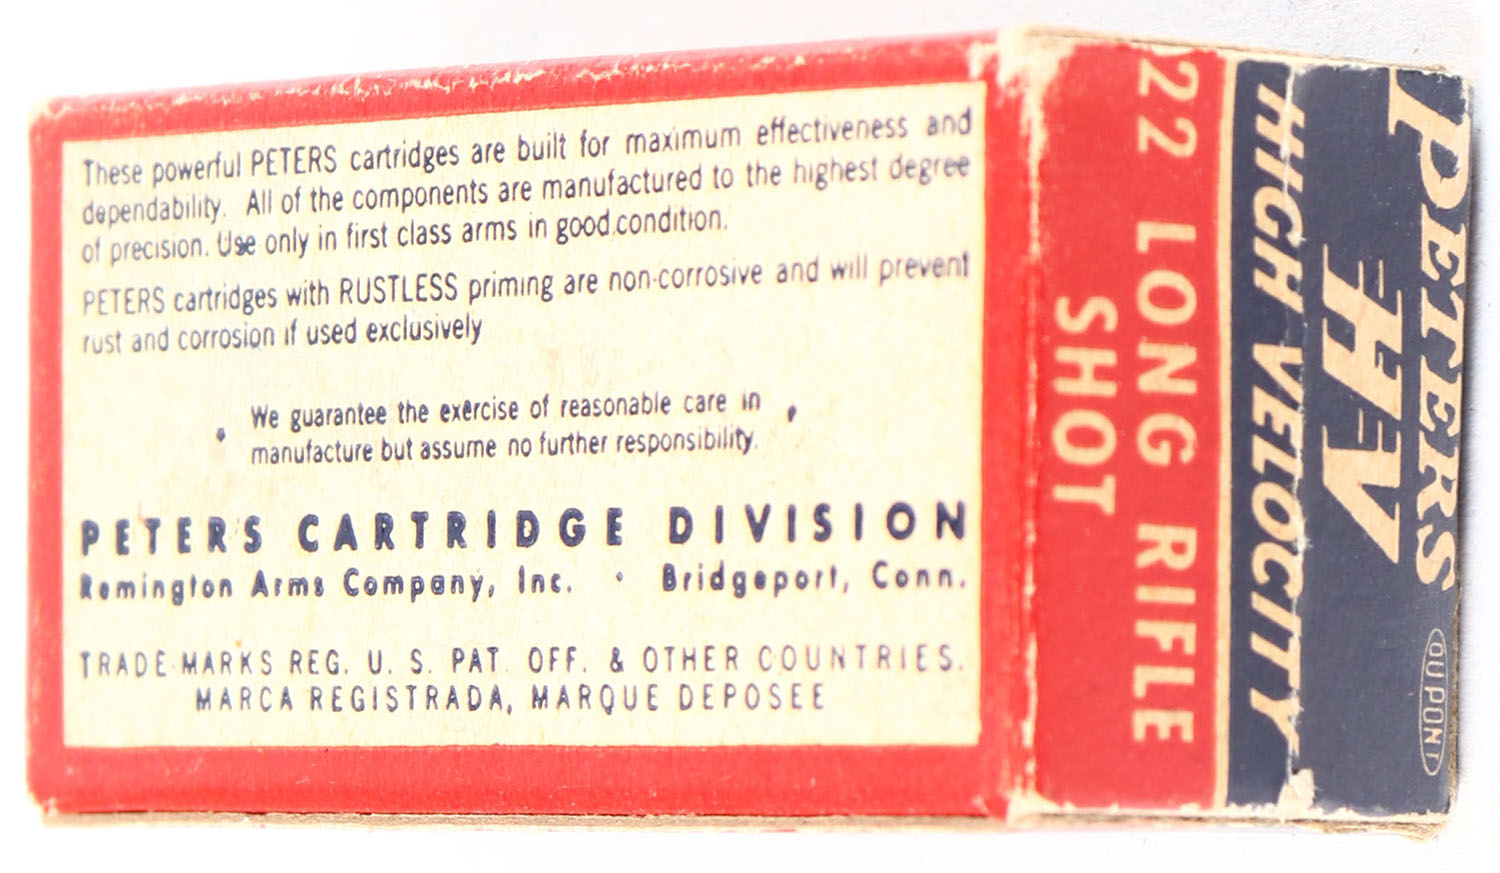 These powerful PETERS cartridges are built for maximum effectiveness and
dependability. All of the components are manufactured to the highest degree
of precision. Use only in first class arms in good condition.
PETERS cartridges with RUSTLESS priming are non-corrosive and will prevent
rust and corrosion if used exclusively
We guarantee the exercise of reasonable care in
manufacture but assume no further responsibility.
PETERS CARTRIDGE DIVISION
Remington Arms Company, Inc. • Bridgeport, Conn.
TRADE-MARKS REG. U. S. PAT. OFF. & OTHER COUNTRIES.
MARCA REGISTRADA, MARQUE DEPOSEE
22 LONG RIFLE
SHOT
HIGH VELOCITY
HV
PETERS
DU PONT